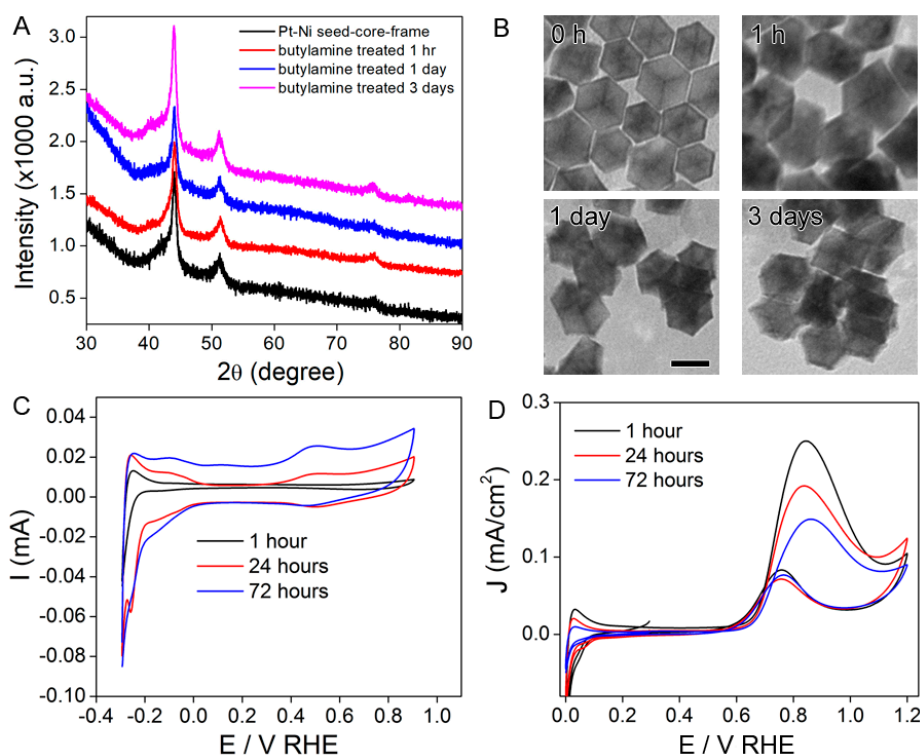 A
Pt-Ni seed-core-frame
butylamine treated 1 hr
butylamine treated 1 day
butylamine treated 3 days
3.0
2.5
2.0
1.5
1.0
0.5
Intensity (x1000 a.u.)
30 40 50 60 70 80 90
2θ (degree)
B
0 h
1 h
1 day
3 days
C
0.04
0.02
0.00
-0.02
-0.04
-0.06
-0.08
-0.10
I (mA)
1 hour
24 hours
72 hours
-0.4 -0.2 0.0 0.2 0.4 0.6 0.8 1.0
E / V RHE
D
0.3
0.2
0.1
0.0
J (mA/cm²)
1 hour
24 hours
72 hours
0.0 0.2 0.4 0.6 0.8 1.0 1.2
E / V RHE